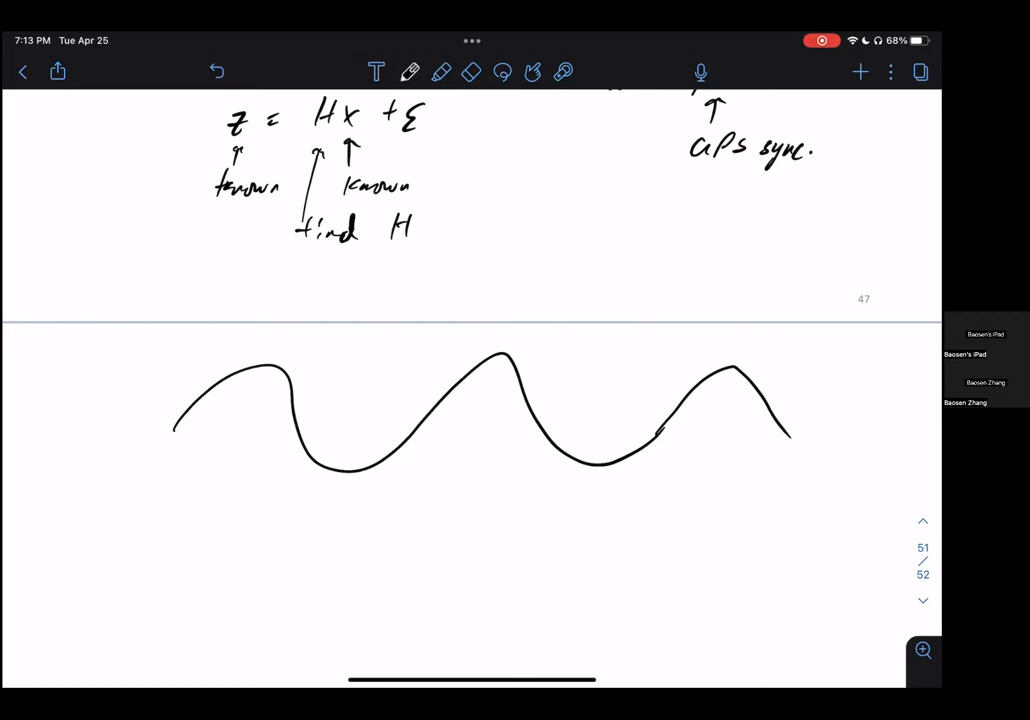 7:13 PM Tue Apr 25
68%
z = Hx + ε
GPS sync.
known known
find H
47
Baosen's iPad
Baosen's iPad
Baosen Zhang
Baosen Zhang
51
/
52